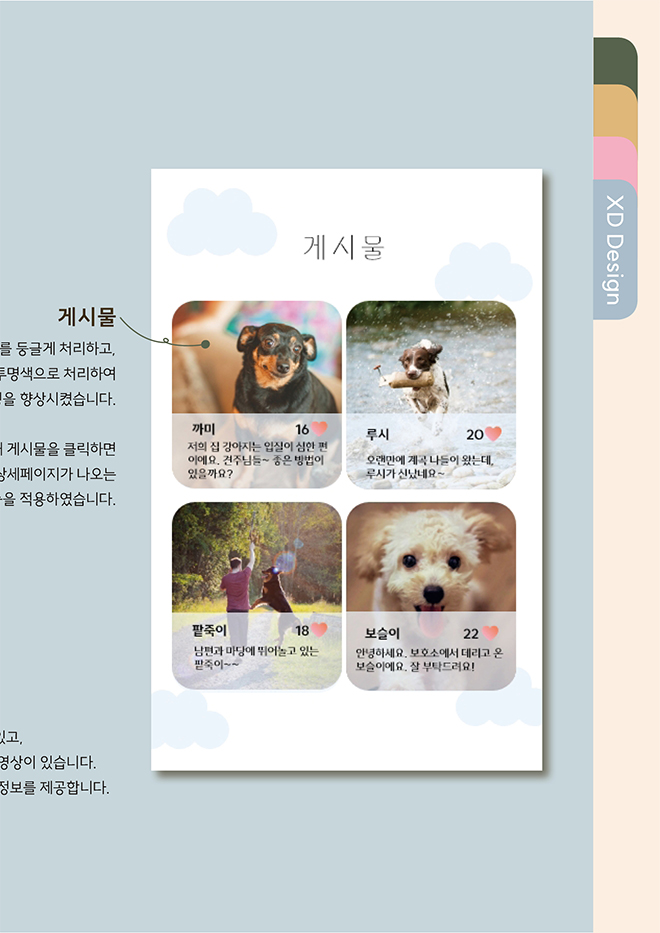 XD Design
게시물
게시물
를 둥글게 처리하고,
투명색으로 처리하여
을 향상시켰습니다.
게시물을 클릭하면
상세페이지가 나오는
을 적용하였습니다.
까미 16
저희 집 강아지는 입질이 심한 편
이에요. 견주님들~ 좋은 방법이
있을까요?
루시 20
오랜만에 계곡 나들이 왔는데,
루시가 신났네요~
팥죽이 18
남편과 마당에 뛰어놀고 있는
팥죽이~~
보슬이 22
안녕하세요. 보호소에서 데리고 온
보슬이에요. 잘 부탁드려요!
있고,
영상이 있습니다.
정보를 제공합니다.